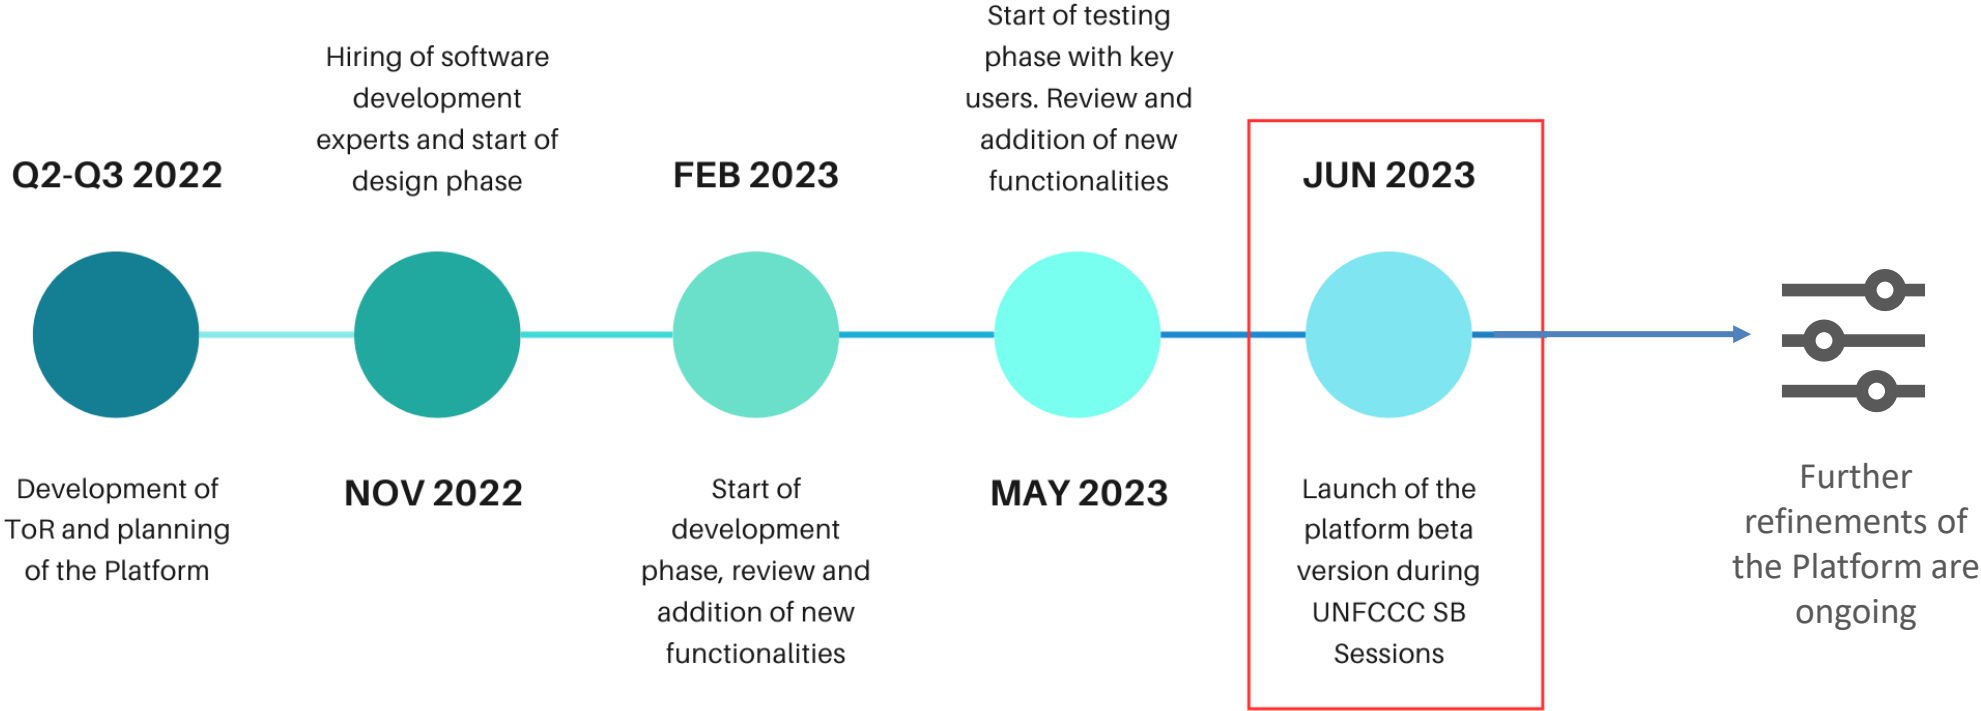 Q2-Q3 2022
Development of
ToR and planning
of the Platform
Hiring of software
development
experts and start of
design phase
NOV 2022
FEB 2023
Start of
development
phase, review and
addition of new
functionalities
Start of testing
phase with key
users. Review and
addition of new
functionalities
MAY 2023
JUN 2023
Launch of the
platform beta
version during
UNFCCC SB
Sessions
Further
refinements of
the Platform are
ongoing